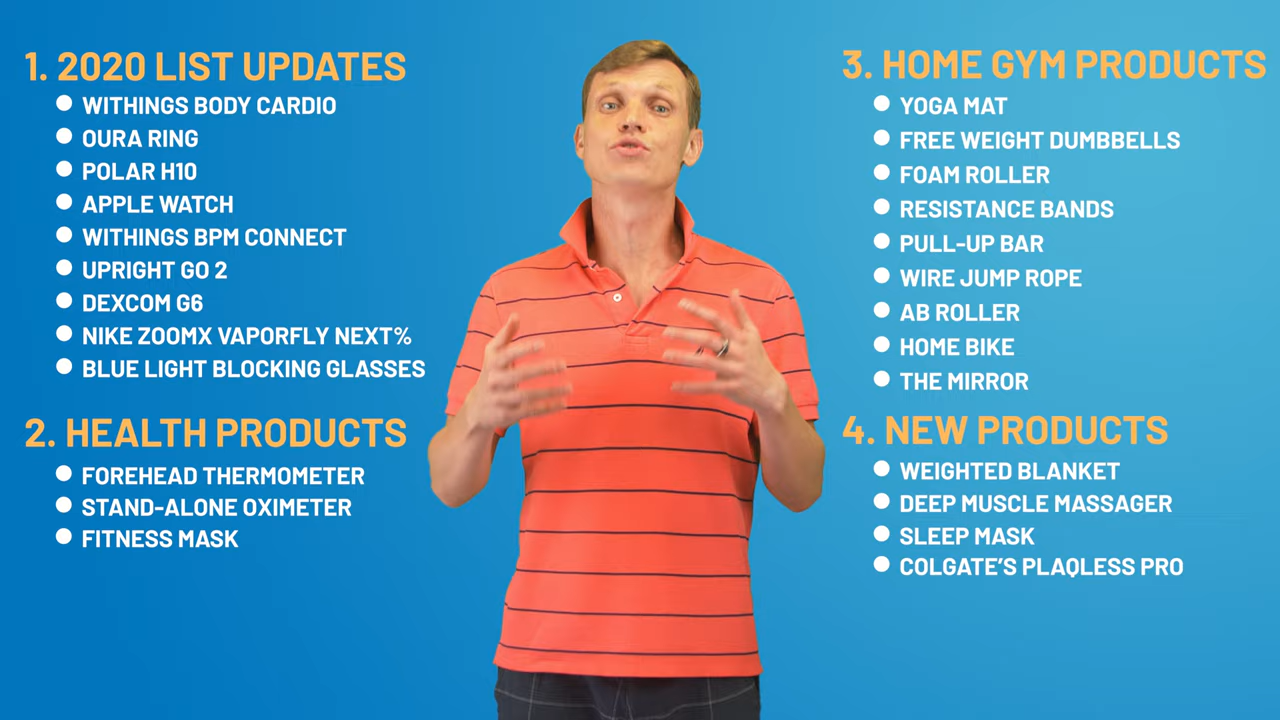 1. 2020 LIST UPDATES
WITHINGS BODY CARDIO
OURA RING
POLAR H10
APPLE WATCH
WITHINGS BPM CONNECT
UPRIGHT GO 2
DEXCOM G6
NIKE ZOOMX VAPORFLY NEXT%
BLUE LIGHT BLOCKING GLASSES
2. HEALTH PRODUCTS
FOREHEAD THERMOMETER
STAND-ALONE OXIMETER
FITNESS MASK
3. HOME GYM PRODUCTS
YOGA MAT
FREE WEIGHT DUMBBELLS
FOAM ROLLER
RESISTANCE BANDS
PULL-UP BAR
WIRE JUMP ROPE
AB ROLLER
HOME BIKE
THE MIRROR
4. NEW PRODUCTS
WEIGHTED BLANKET
DEEP MUSCLE MASSAGER
SLEEP MASK
COLGATE'S PLAQLESS PRO